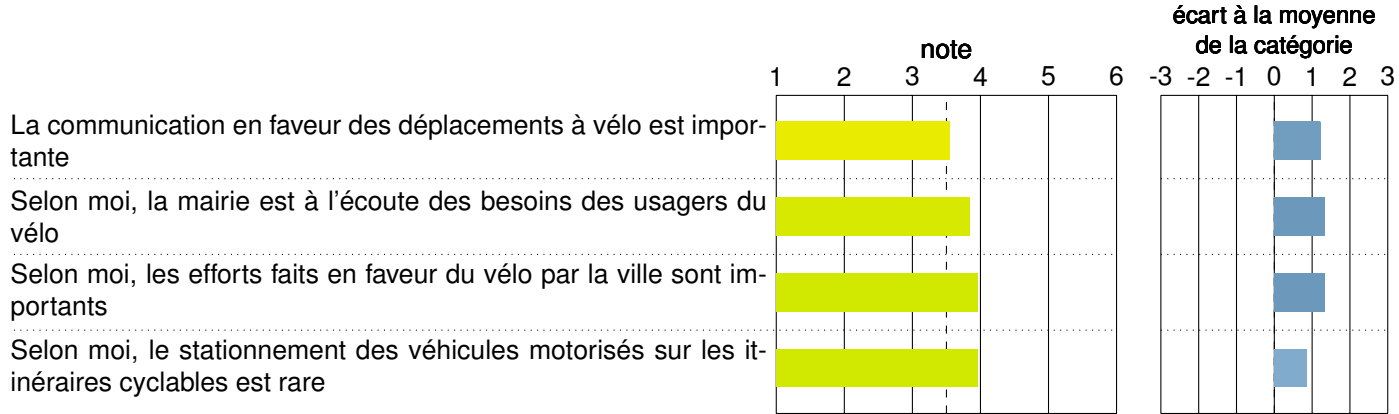 écart à la moyenne
de la catégorie
note
1 2 3 4 5 6 -3 -2 -1 0 1 2 3
La communication en faveur des déplacements à vélo est impor-
tante
Selon moi, la mairie est à l'écoute des besoins des usagers du
vélo
Selon moi, les efforts faits en faveur du vélo par la ville sont im-
portants
Selon moi, le stationnement des véhicules motorisés sur les it-
inéraires cyclables est rare